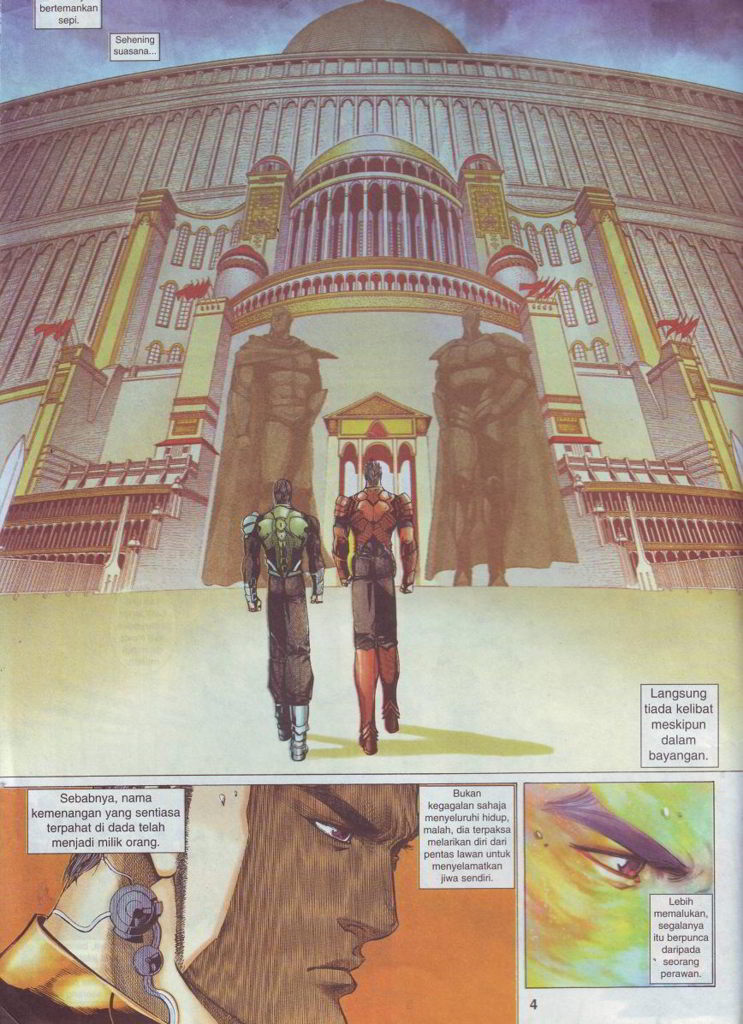 bertemankan
sepi.
Sehening
suasana...
Langsung
tiada kelibat
meskipun
dalam
bayangan.
Sebabnya, nama
kemenangan yang sentiasa
terpahat di dada telah
menjadi milik orang.
Bukan
kegagalan sahaja
menyeluruhi hidup,
malah, dia terpaksa
melarikan diri dari
pentas lawan untuk
menyelamatkan
jiwa sendiri.
Lebih
memalukan,
segalanya
itu berpunca
daripada
seorang
perawan.
4